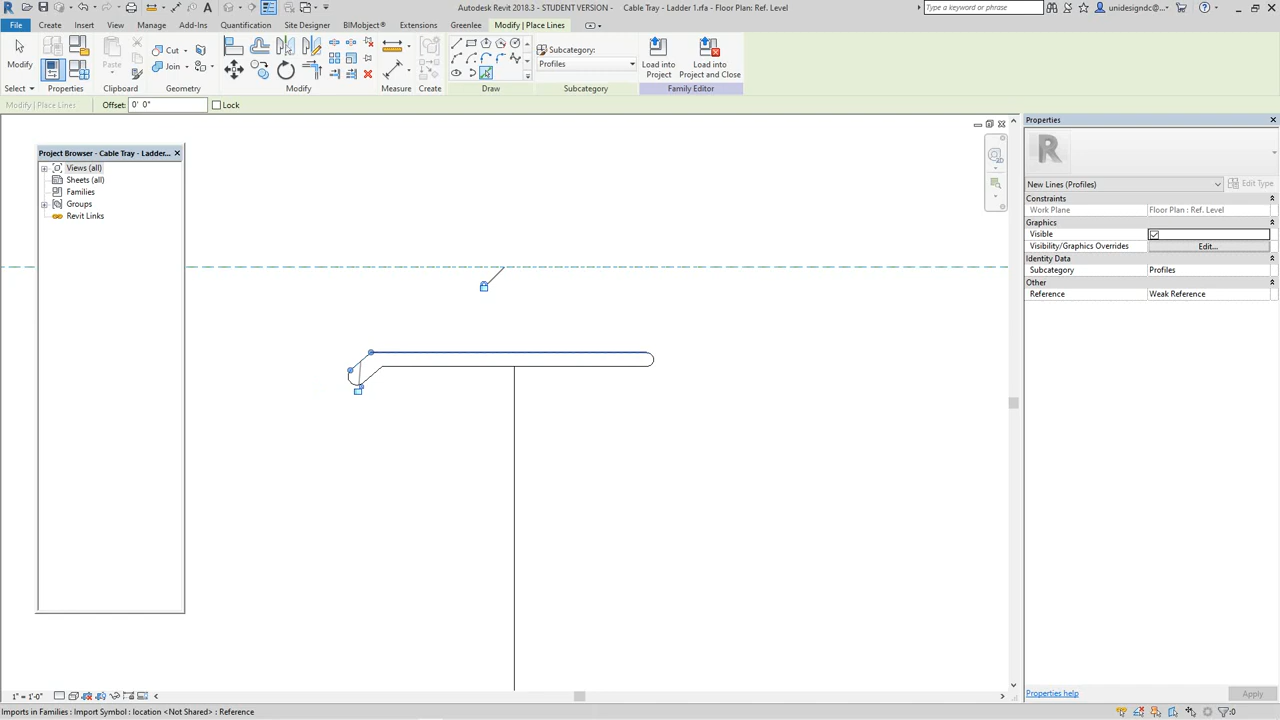 Autodesk Revit 2018.3 - STUDENT VERSION - Cable Tray - Ladder 1.rfa - Floor Plan: Ref. Level
Type a keyword or phrase
unidesigndc@...
File Create Insert View Manage Add-Ins Quantification Site Designer BIMobject® Extensions Greenlee Modify | Place Lines
Modify
Paste
Cut
Join
Create
Subcategory:
Profiles
Load into
Project
Load into
Project and Close
Select Properties Clipboard Geometry Modify Measure Create Draw Subcategory Family Editor
Modify | Place Lines Offset: 0' 0" Lock
Properties
Project Browser - Cable Tray - Ladder...
Views (all)
Sheets (all)
Families
Groups
Revit Links
New Lines (Profiles) Edit Type
Constraints
Work Plane Floor Plan : Ref. Level
Graphics
Visible
Visibility/Graphics Overrides Edit...
Identity Data
Subcategory Profiles
Other
Reference Weak Reference
Properties help Apply
1" = 1'-0"
Imports in Families : Import Symbol : location <Not Shared> : Reference
:0